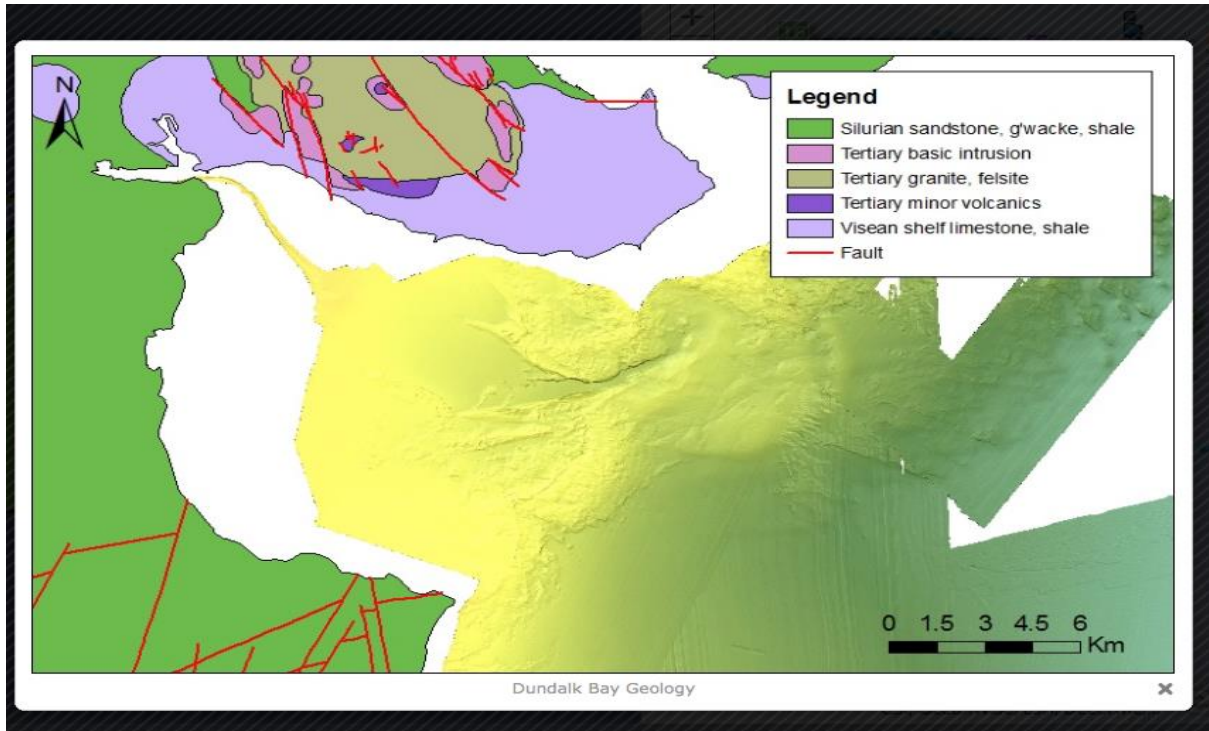 N
Legend
Silurian sandstone, g'wacke, shale
Tertiary basic intrusion
Tertiary granite, felsite
Tertiary minor volcanics
Visean shelf limestone, shale
Fault
0 1.5 3 4.5 6
Km
Dundalk Bay Geology